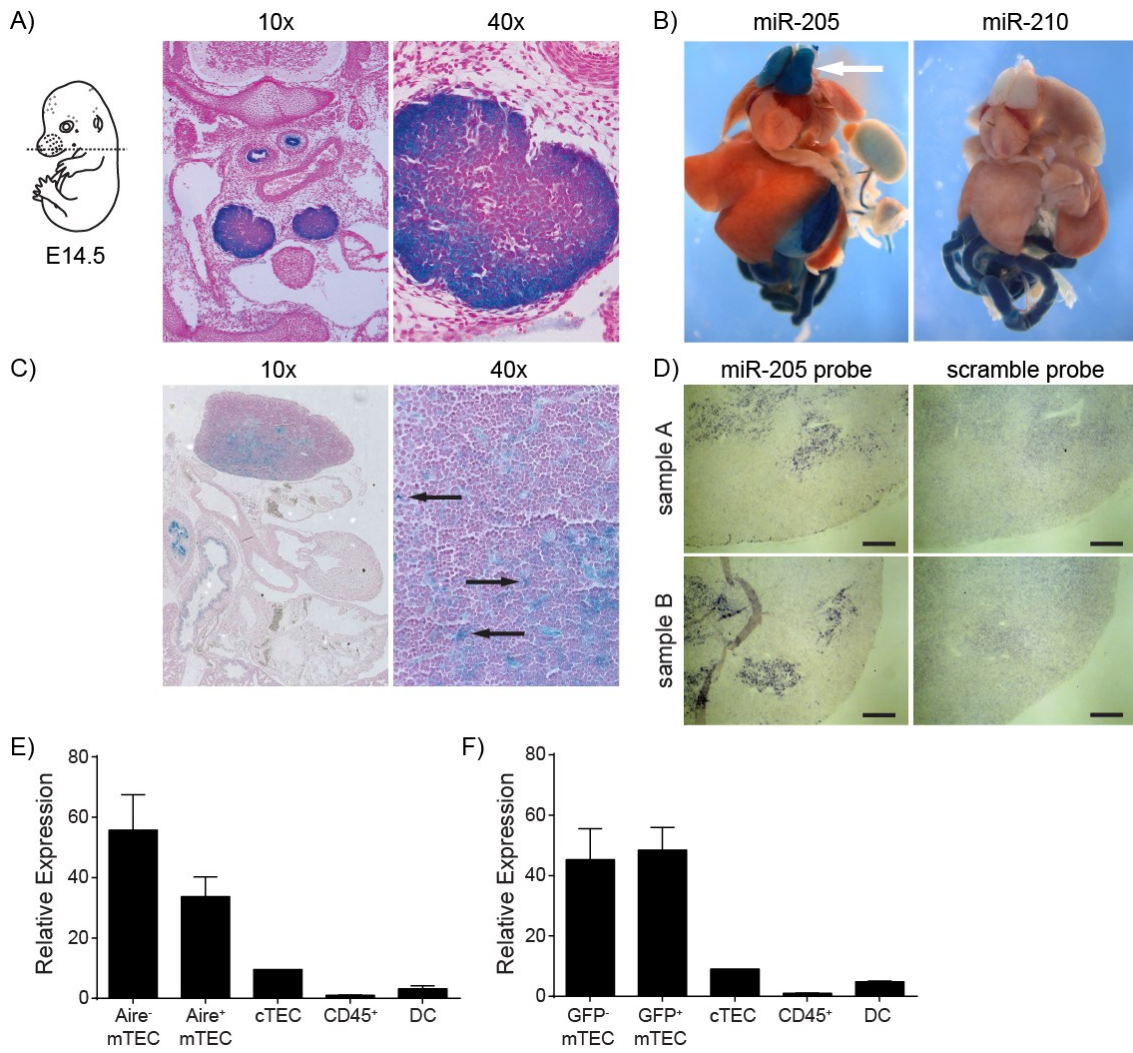 A)
10x
40x
E14.5
B)
miR-205
miR-210
C)
10x
40x
D)
miR-205 probe
scramble probe
sample A
sample B
E)
Relative Expression
80
60
40
20
0
Aire- mTEC
Aire+ mTEC
cTEC
CD45+
DC
F)
Relative Expression
80
60
40
20
0
GFP- mTEC
GFP+ mTEC
cTEC
CD45+
DC